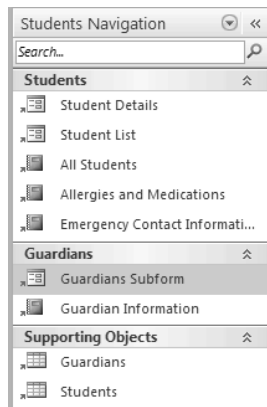 Students Navigation
Search...
Students
Student Details
Student List
All Students
Allergies and Medications
Emergency Contact Informati...
Guardians
Guardians Subform
Guardian Information
Supporting Objects
Guardians
Students